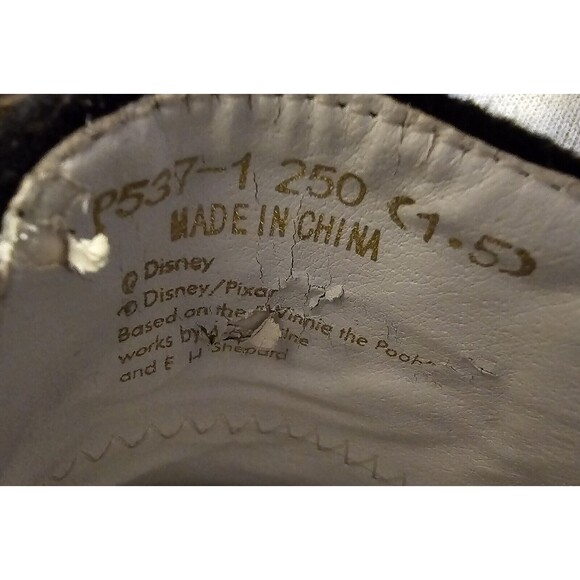 P537-1 250 (1.5)
MADE IN CHINA
© Disney
© Disney/Pixar
Based on the "Winnie the Pooh"
works by
and E H Shepard